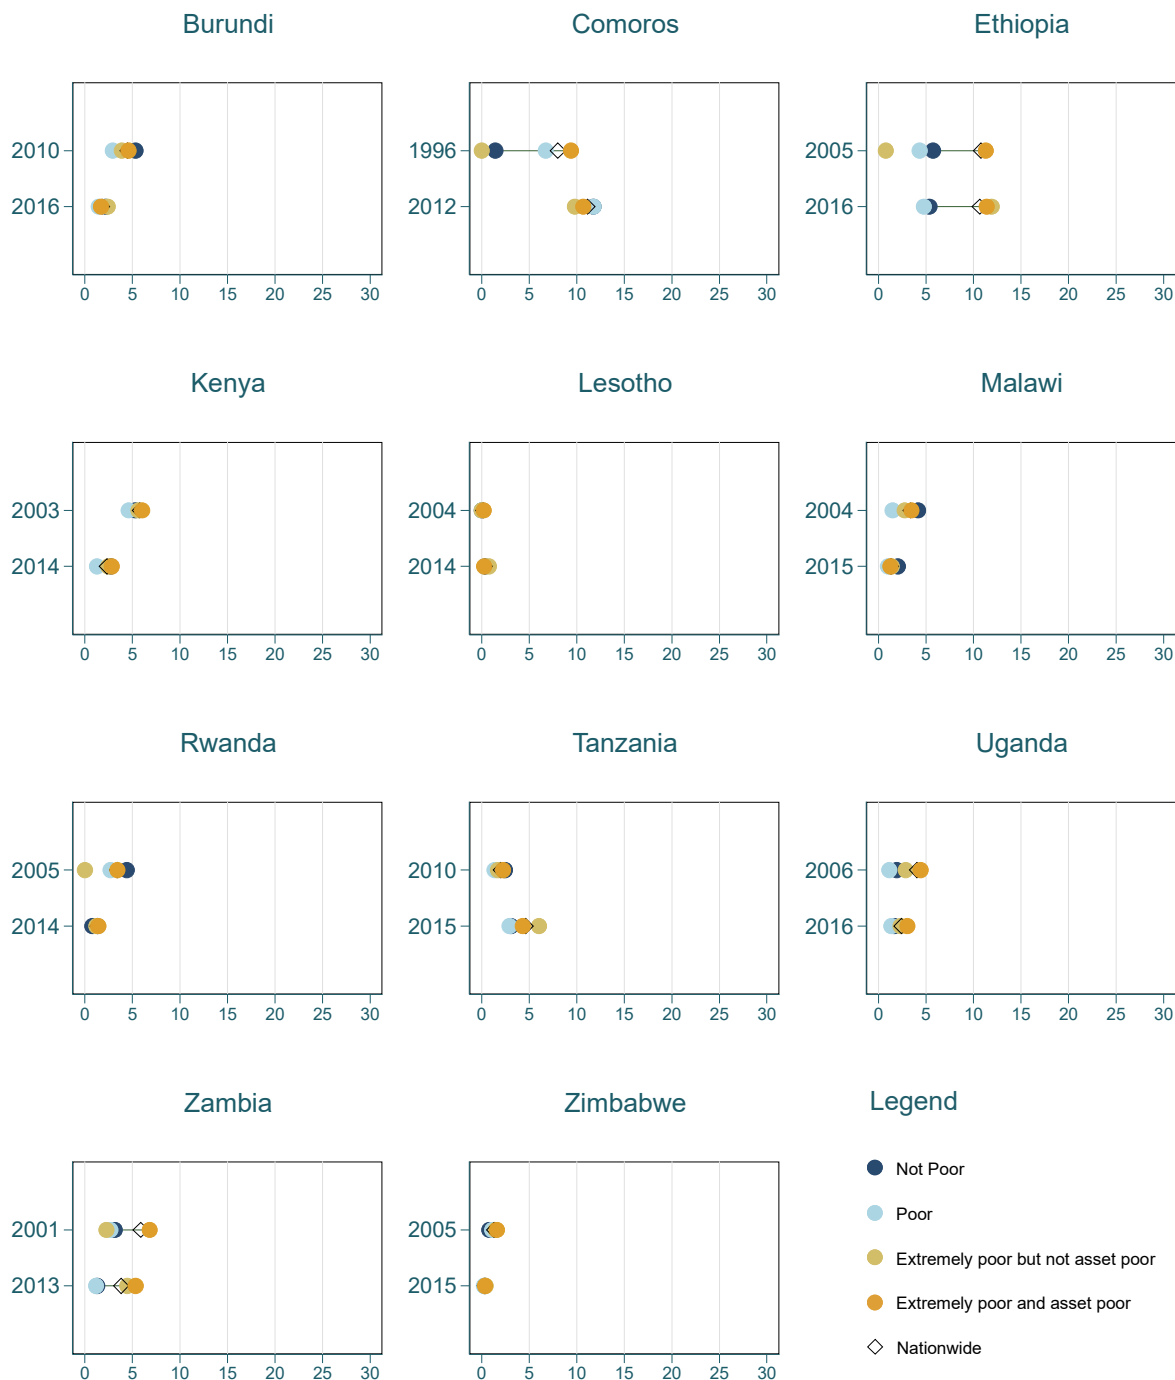 Burundi Comoros Ethiopia
2010 1996 2005
2016 2012 2016
0 5 10 15 20 25 30 0 5 10 15 20 25 30 0 5 10 15 20 25 30
Kenya Lesotho Malawi
2003 2004 2004
2014 2014 2015
0 5 10 15 20 25 30 0 5 10 15 20 25 30 0 5 10 15 20 25 30
Rwanda Tanzania Uganda
2005 2010 2006
2014 2015 2016
0 5 10 15 20 25 30 0 5 10 15 20 25 30 0 5 10 15 20 25 30
Zambia Zimbabwe Legend
Not Poor
Poor
2001 2005
Extremely poor but not asset poor
2013 2015
Extremely poor and asset poor
Nationwide
0 5 10 15 20 25 30 0 5 10 15 20 25 30